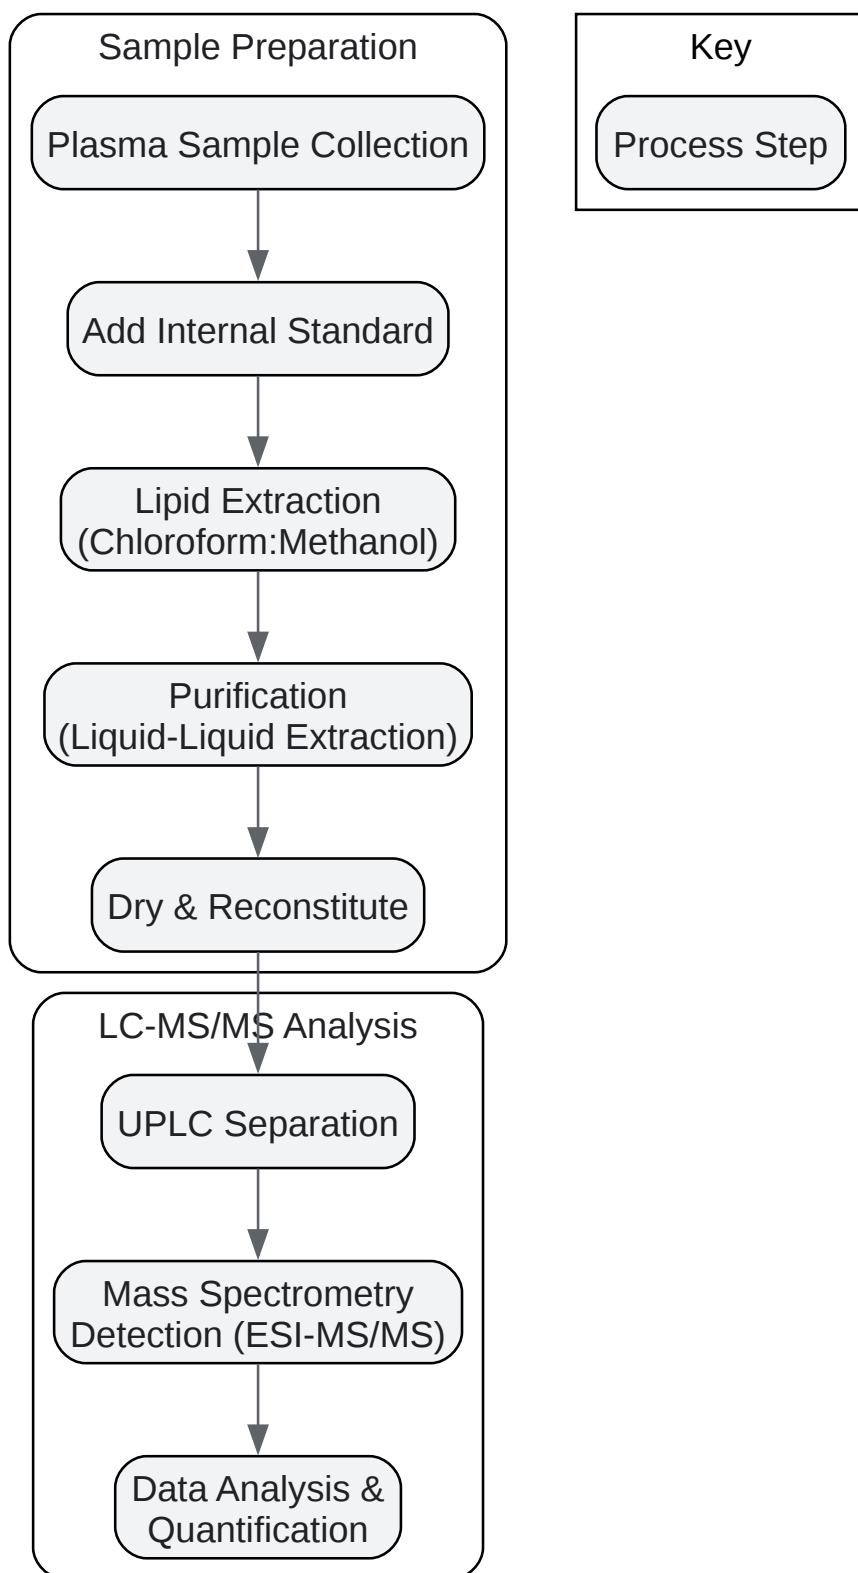 Sample Preparation
Plasma Sample Collection
Add Internal Standard
Lipid Extraction
(Chloroform:Methanol)
Purification
(Liquid-Liquid Extraction)
Dry & Reconstitute
LC-MS/MS Analysis
UPLC Separation
Mass Spectrometry
Detection (ESI-MS/MS)
Data Analysis &
Quantification
Key
Process Step